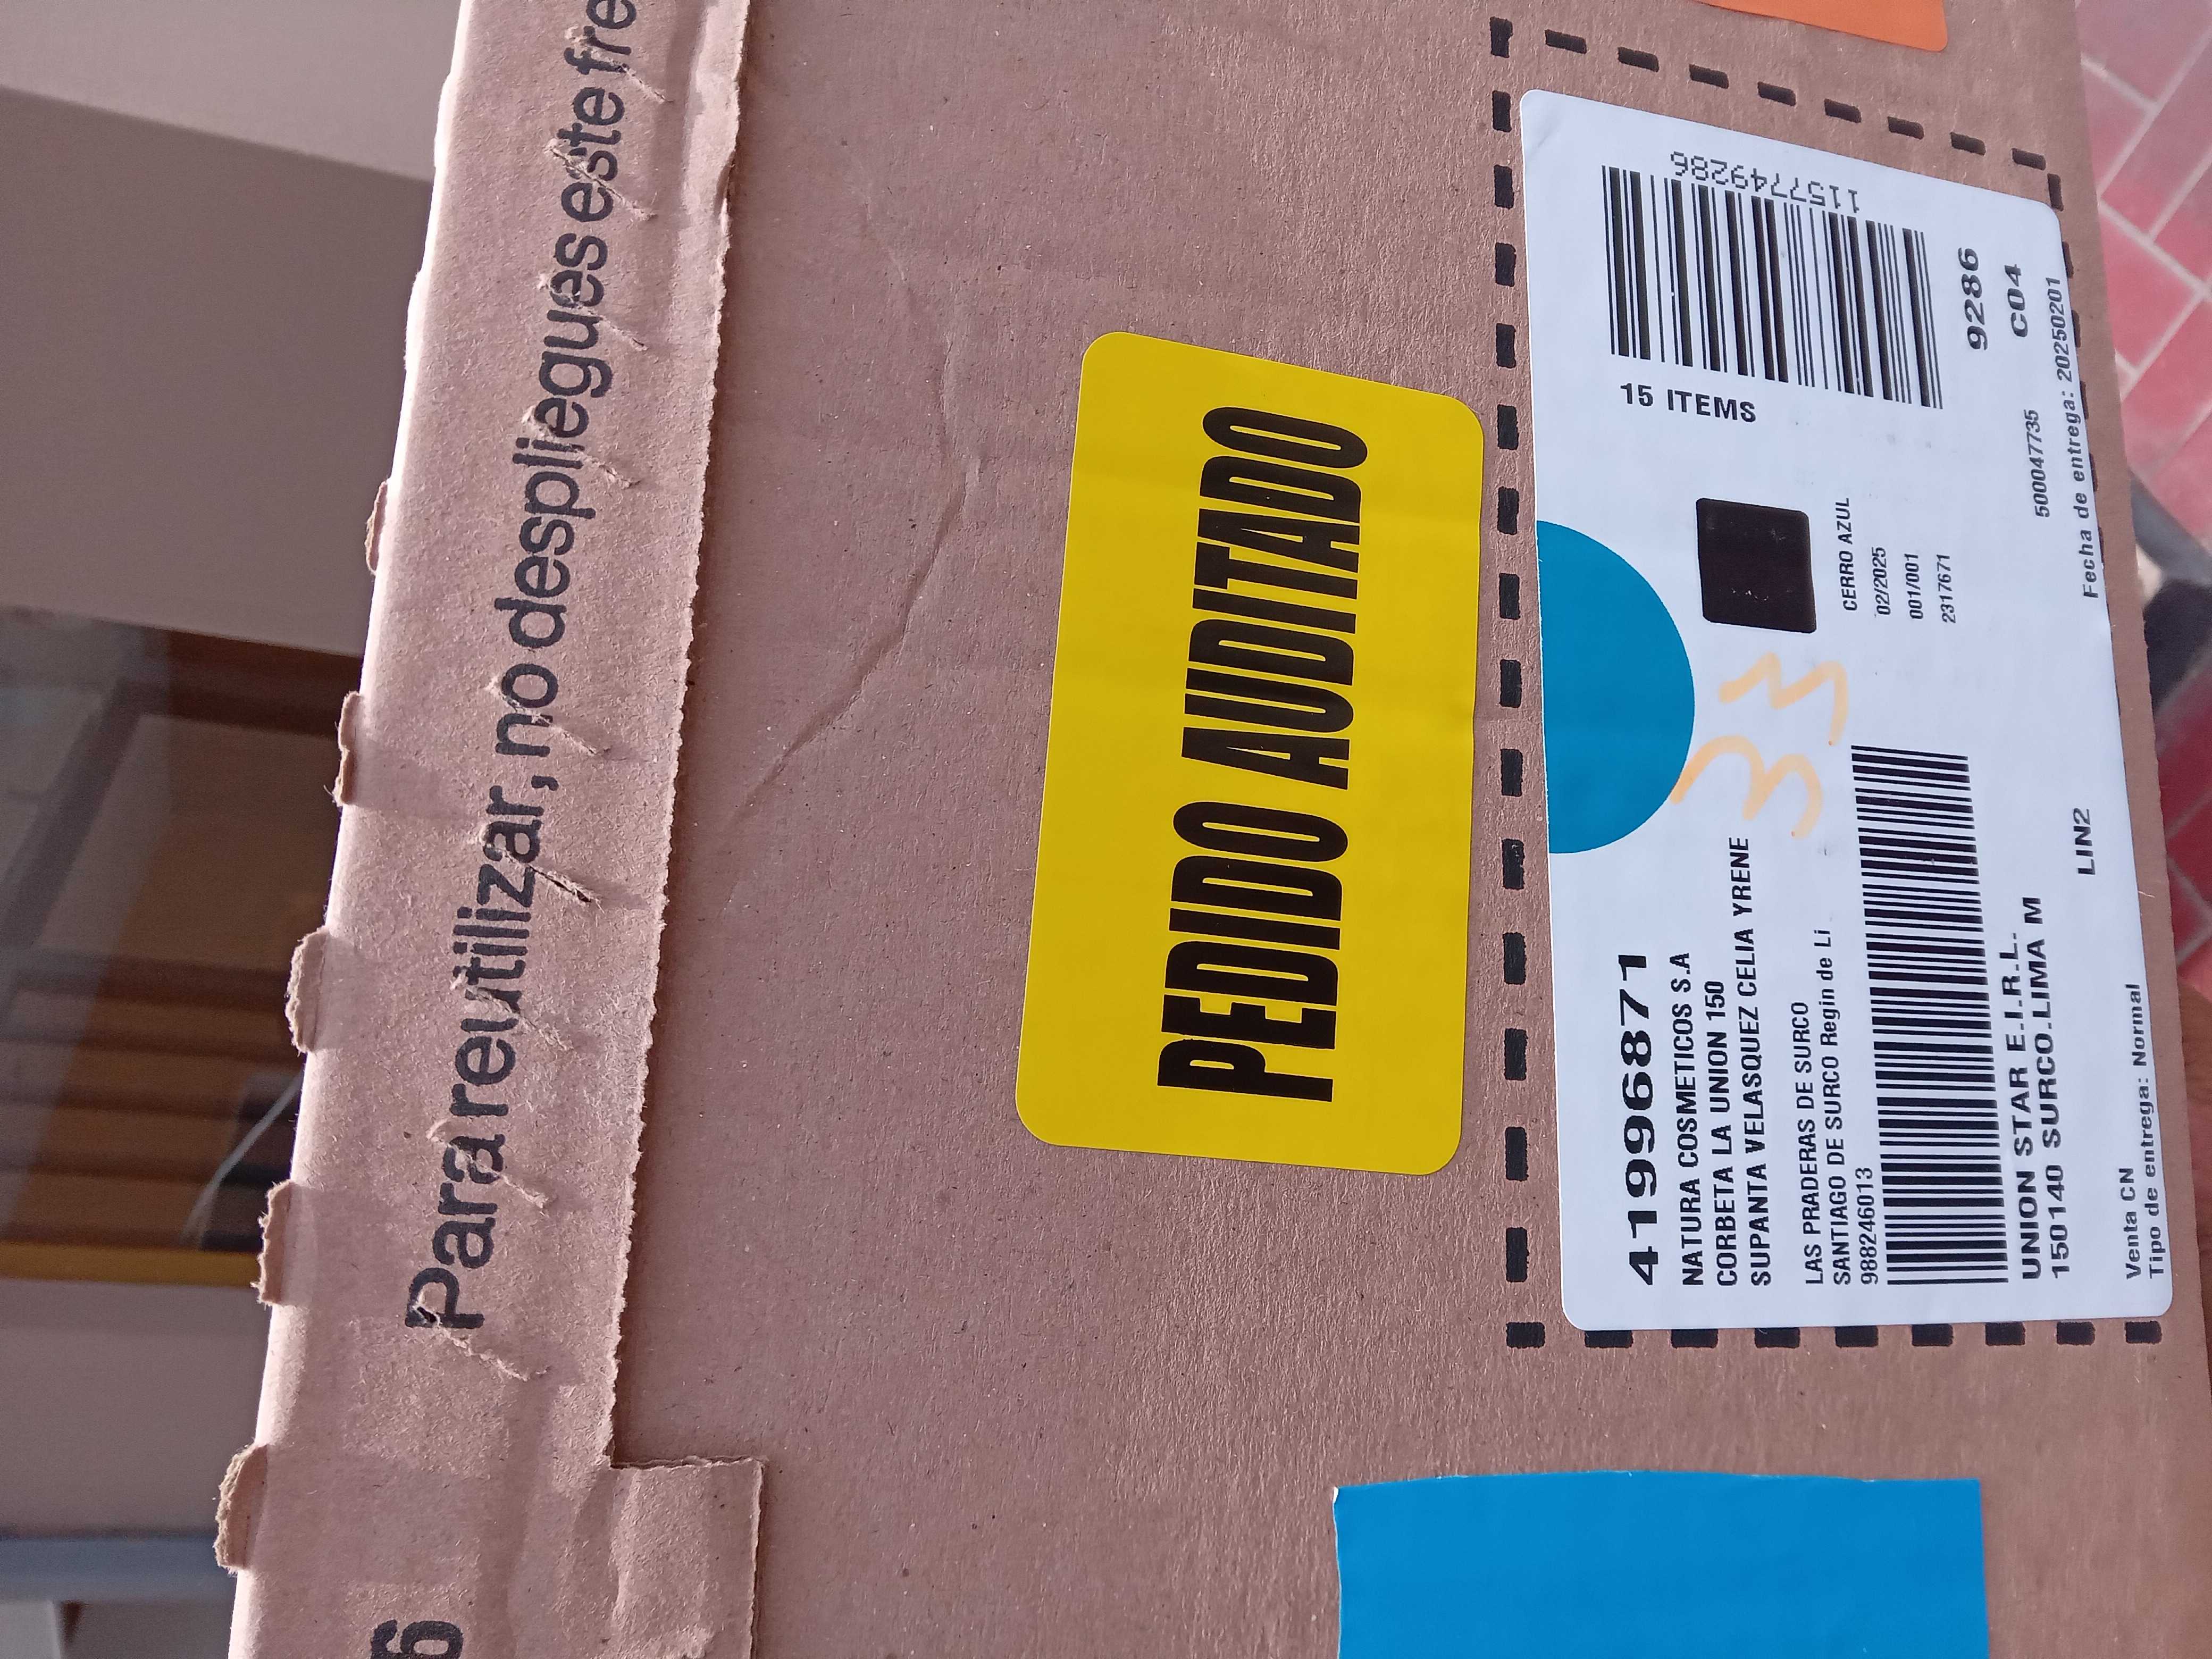 Para reutilizar, no despliegues este fre
6
PEDIDO AUDITADO
41996871
NATURA COSMETICOS S.A
CORBETA LA UNION 150
SUPANTA VELASQUEZ CELIA YRENE
LAS PRADERAS DE SURCO
SANTIAGO DE SURCO Regin de Li
988246013
UNION STAR E.I.R.L.
150140 SURCO.LIMA M
LIN2
Venta CN
Tipo de entrega: Normal
33
15 ITEMS
1157749286
CERRO AZUL
02/2025
001/001
2317671
9286
C04
500047735
Fecha de entrega: 20250201